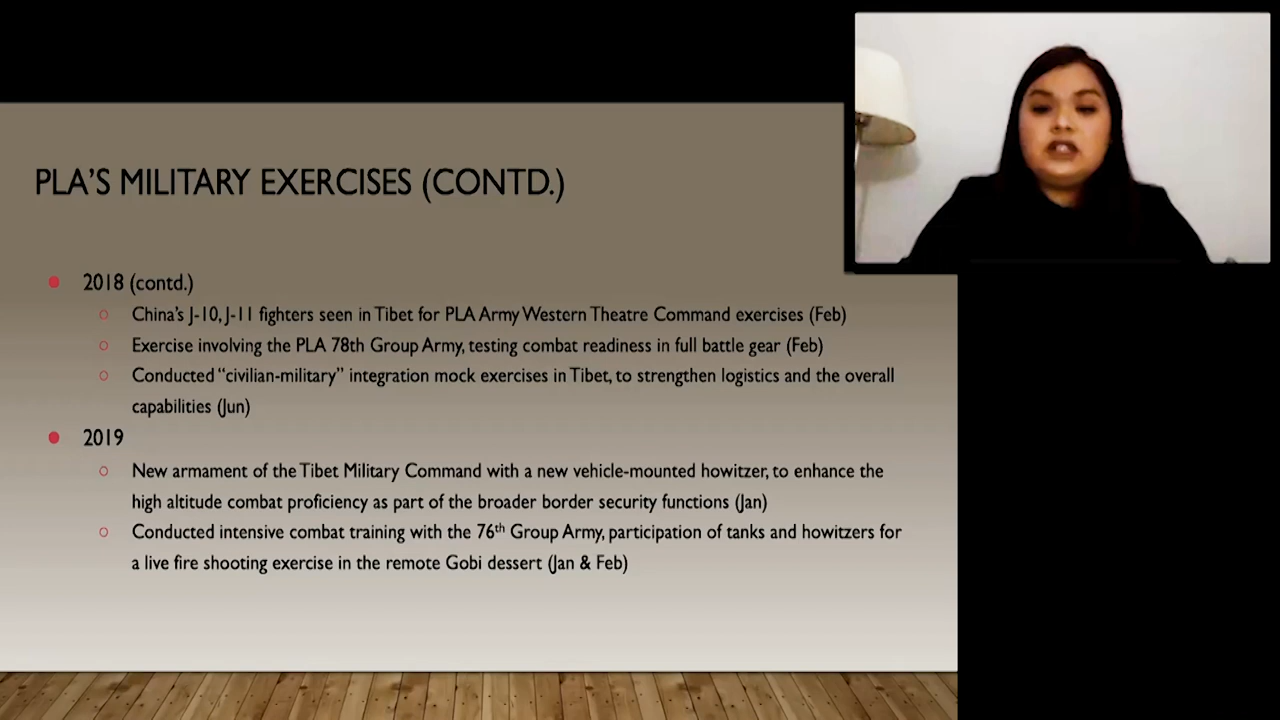 PLA'S MILITARY EXERCISES (CONTD.)
2018 (contd.)
China's J-10, J-11 fighters seen in Tibet for PLA Army Western Theatre Command exercises (Feb)
Exercise involving the PLA 78th Group Army, testing combat readiness in full battle gear (Feb)
Conducted “civilian-military” integration mock exercises in Tibet, to strengthen logistics and the overall
capabilities (Jun)
2019
New armament of the Tibet Military Command with a new vehicle-mounted howitzer, to enhance the
high altitude combat proficiency as part of the broader border security functions (Jan)
Conducted intensive combat training with the 76th Group Army, participation of tanks and howitzers for
a live fire shooting exercise in the remote Gobi dessert (Jan & Feb)